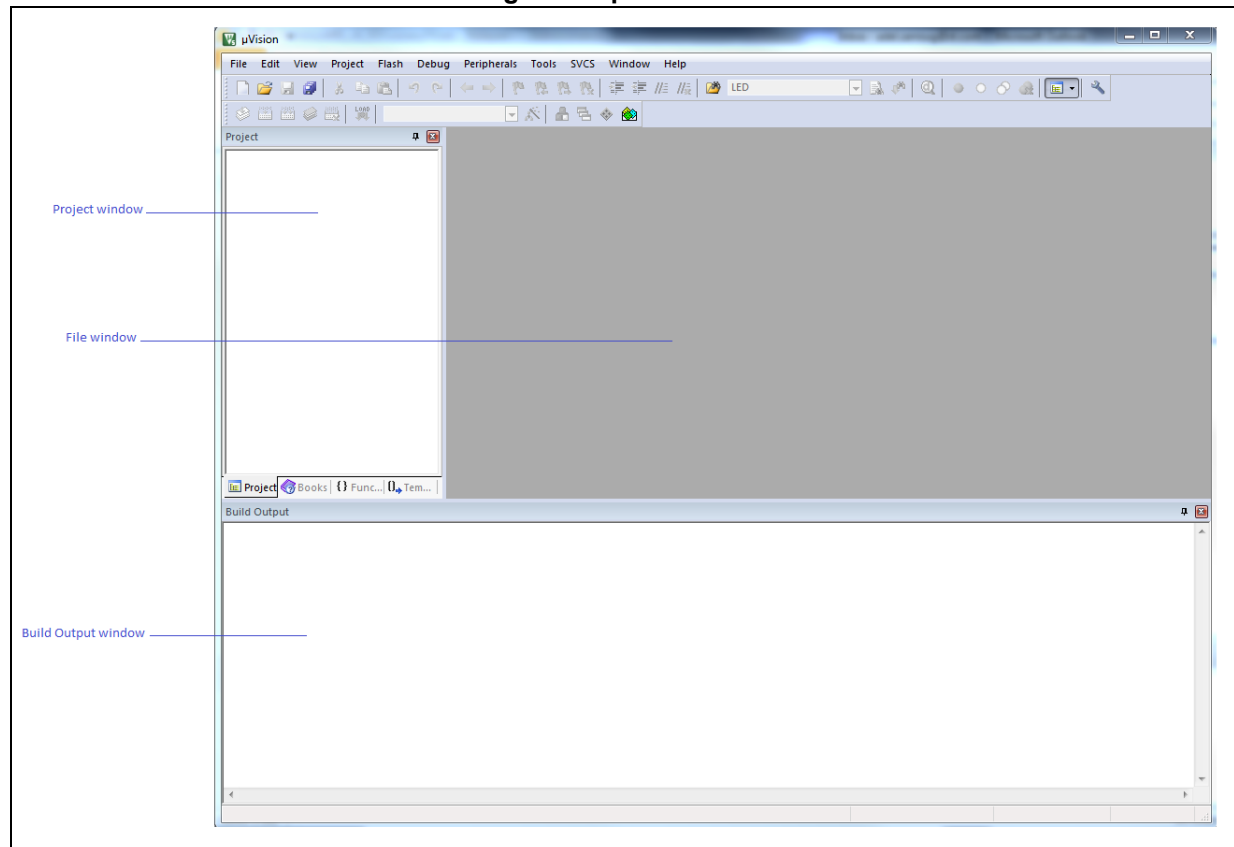 µVision
File Edit View Project Flash Debug Peripherals Tools SVCS Window Help
LED
LOAD
Project
Project window
File window
Project Books {} Func... Tem...
Build Output
Build Output window